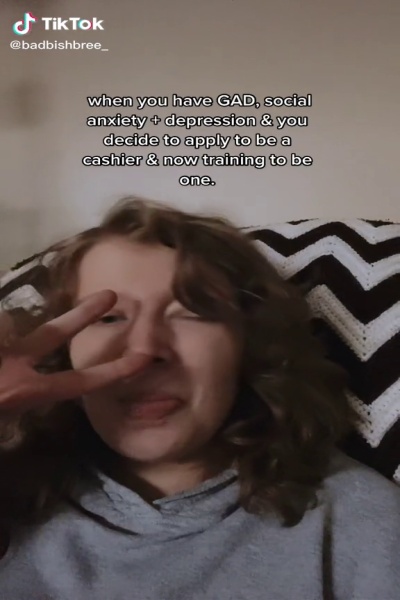 TikTok
@badbishbree_
when you have GAD, social
anxiety + depression & you
decide to apply to be a
cashier & now training to be
one.